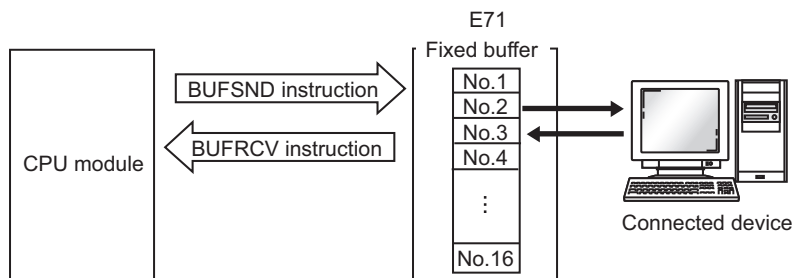 E71
Fixed buffer
BUFSND instruction
BUFRCV instruction
CPU module
No.1
No.2
No.3
No.4
⋮
No.16
Connected device